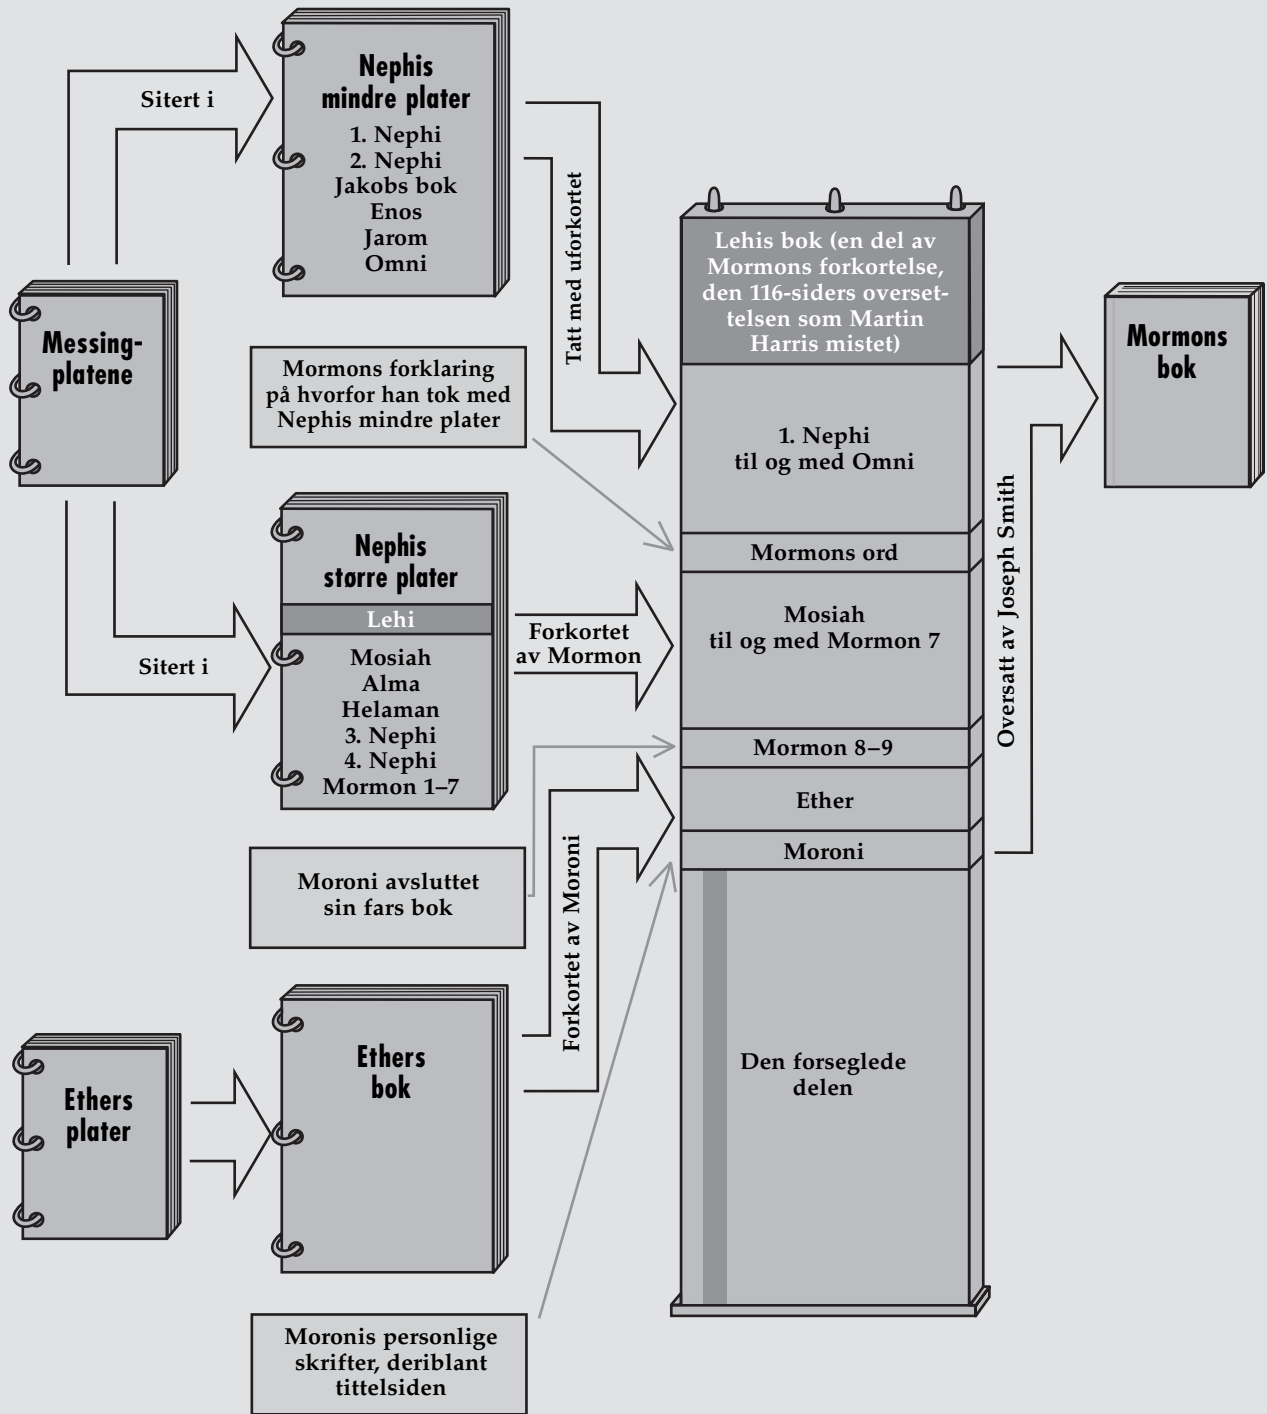 Nephis
mindre plater
1. Nephi
2. Nephi
Jakobs bok
Enos
Jarom
Omni
Sitert i
Messing-
platene
Tatt med uforkortet
Mormons forklaring
på hvorfor han tok med
Nephis mindre plater
Nephis
større plater
Lehi
Mosiah
Alma
Helaman
3. Nephi
4. Nephi
Mormon 1–7
Sitert i
Forkortet
av Mormon
Moroni avsluttet
sin fars bok
Forkortet av Moroni
Ethers
plater
Ethers
bok
Moronis personlige
skrifter, deriblant
tittelsiden
Lehis bok (en del av
Mormons forkortelse,
den 116-siders overset-
telsen som Martin
Harris mistet)
1. Nephi
til og med Omni
Mormons ord
Mosiah
til og med Mormon 7
Mormon 8–9
Ether
Moroni
Den forseglede
delen
Oversatt av Joseph Smith
Mormons
bok